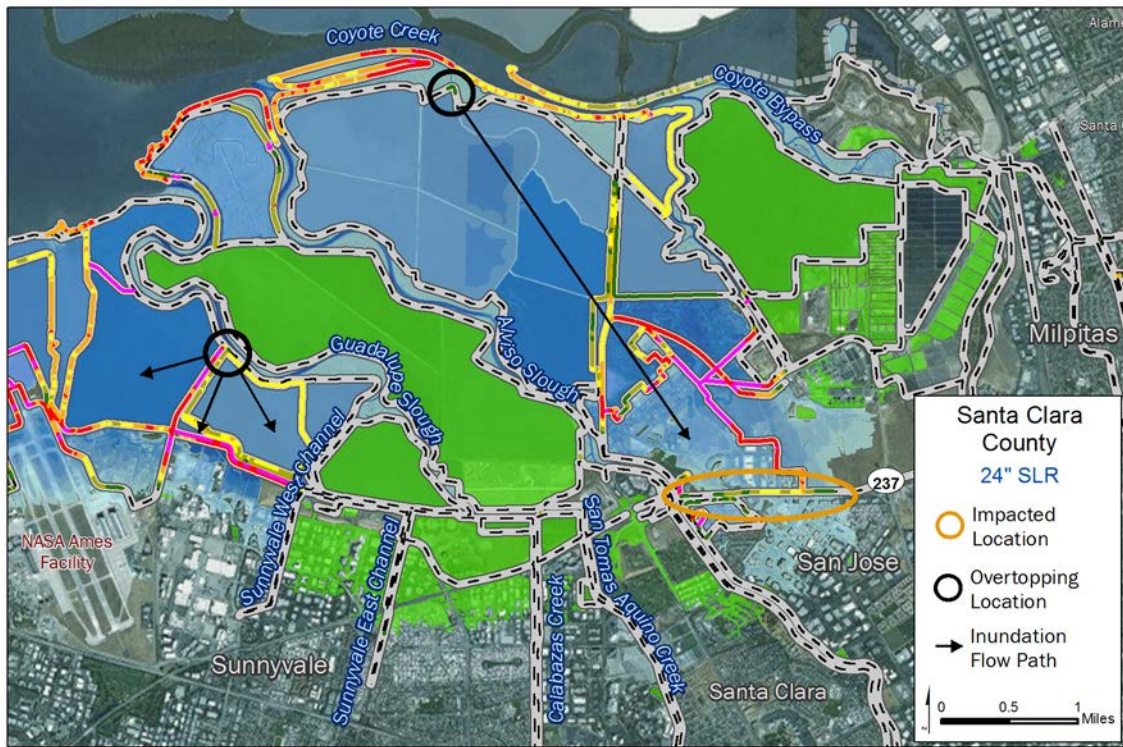 Coyote Creek
Alamo
Coyote Bypass
Santa C
Milpitas
Alviso Slough
Guadalupe Slough
Sunnyvale West Channel
NASA Ames
Facility
Sunnyvale East Channel
Sunnyvale
Calabazas Creek
San Tomas Aquino Creek
237
San Jose
Santa Clara
Santa Clara
County
24" SLR
Impacted
Location
Overtopping
Location
Inundation
Flow Path
0 0.5 1
Miles